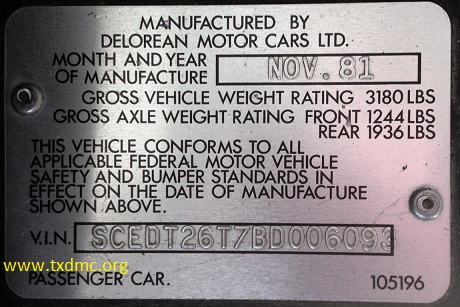 MANUFACTURED BY
DELOREAN MOTOR CARS LTD.
MONTH AND YEAR
OF MANUFACTURE NOV. 81
GROSS VEHICLE WEIGHT RATING 3180 LBS
GROSS AXLE WEIGHT RATING FRONT 1244 LBS
REAR 1936 LBS
THIS VEHICLE CONFORMS TO ALL
APPLICABLE FEDERAL MOTOR VEHICLE
SAFETY AND BUMPER STANDARDS IN
EFFECT ON THE DATE OF MANUFACTURE
SHOWN ABOVE.
V.I.N. SCEDT26T7BD006093
www.txdmc.org
PASSENGER CAR. 105196